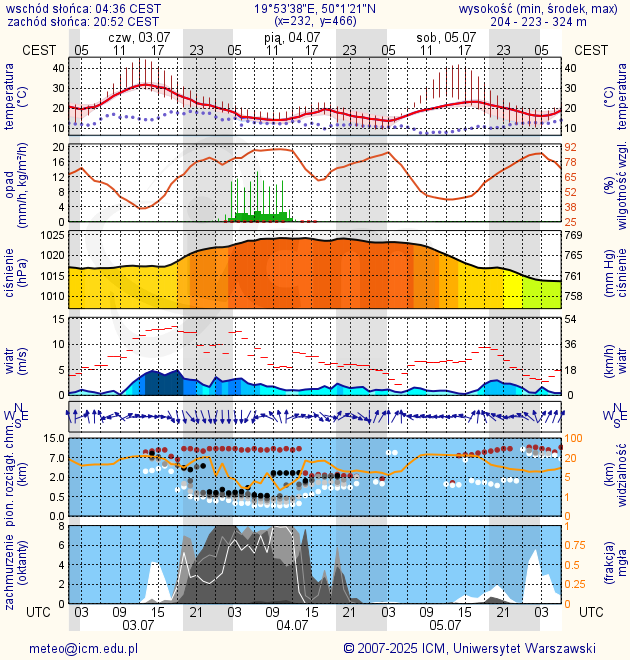 wschód słońca: 04:36 CEST 19°53'38"E, 50°1'21"N wysokość (min, środek, max)
zachód słońca: 20:52 CEST (x=232, y=466) 204 - 223 - 324 m
czw, 03.07 pią, 04.07 sob, 05.07
CEST 05 11 17 23 05 11 17 23 05 11 17 23 05 CEST
temperatura (°C) 40 30 20 10 40 30 20 10 temperatura (°C)
opad (mm/h, kg/m²/h) 20 16 12 8 4 0 92 78 65 52 38 25 (%) wilgotność wzgl.
ciśnienie (hPa) 1025 1020 1015 1010 769 765 761 758 (mm Hg) ciśnienie
wiatr (m/s) 15 10 5 0 54 36 18 0 (km/h) wiatr
N W E S N W E S
pion. rozciągł. chm. (km) 15.0 7.0 2.0 0.5 0.0 100 20 5 1 0 (km) widzialność
zachmurzenie (oktanty) 8 6 4 2 0 1 0.75 0.5 0.25 0 (frakcja) mgła
UTC 03 09 15 21 03 09 15 21 03 09 15 21 03 UTC
03.07 04.07 05.07
meteo@icm.edu.pl © 2007-2025 ICM, Uniwersytet Warszawski